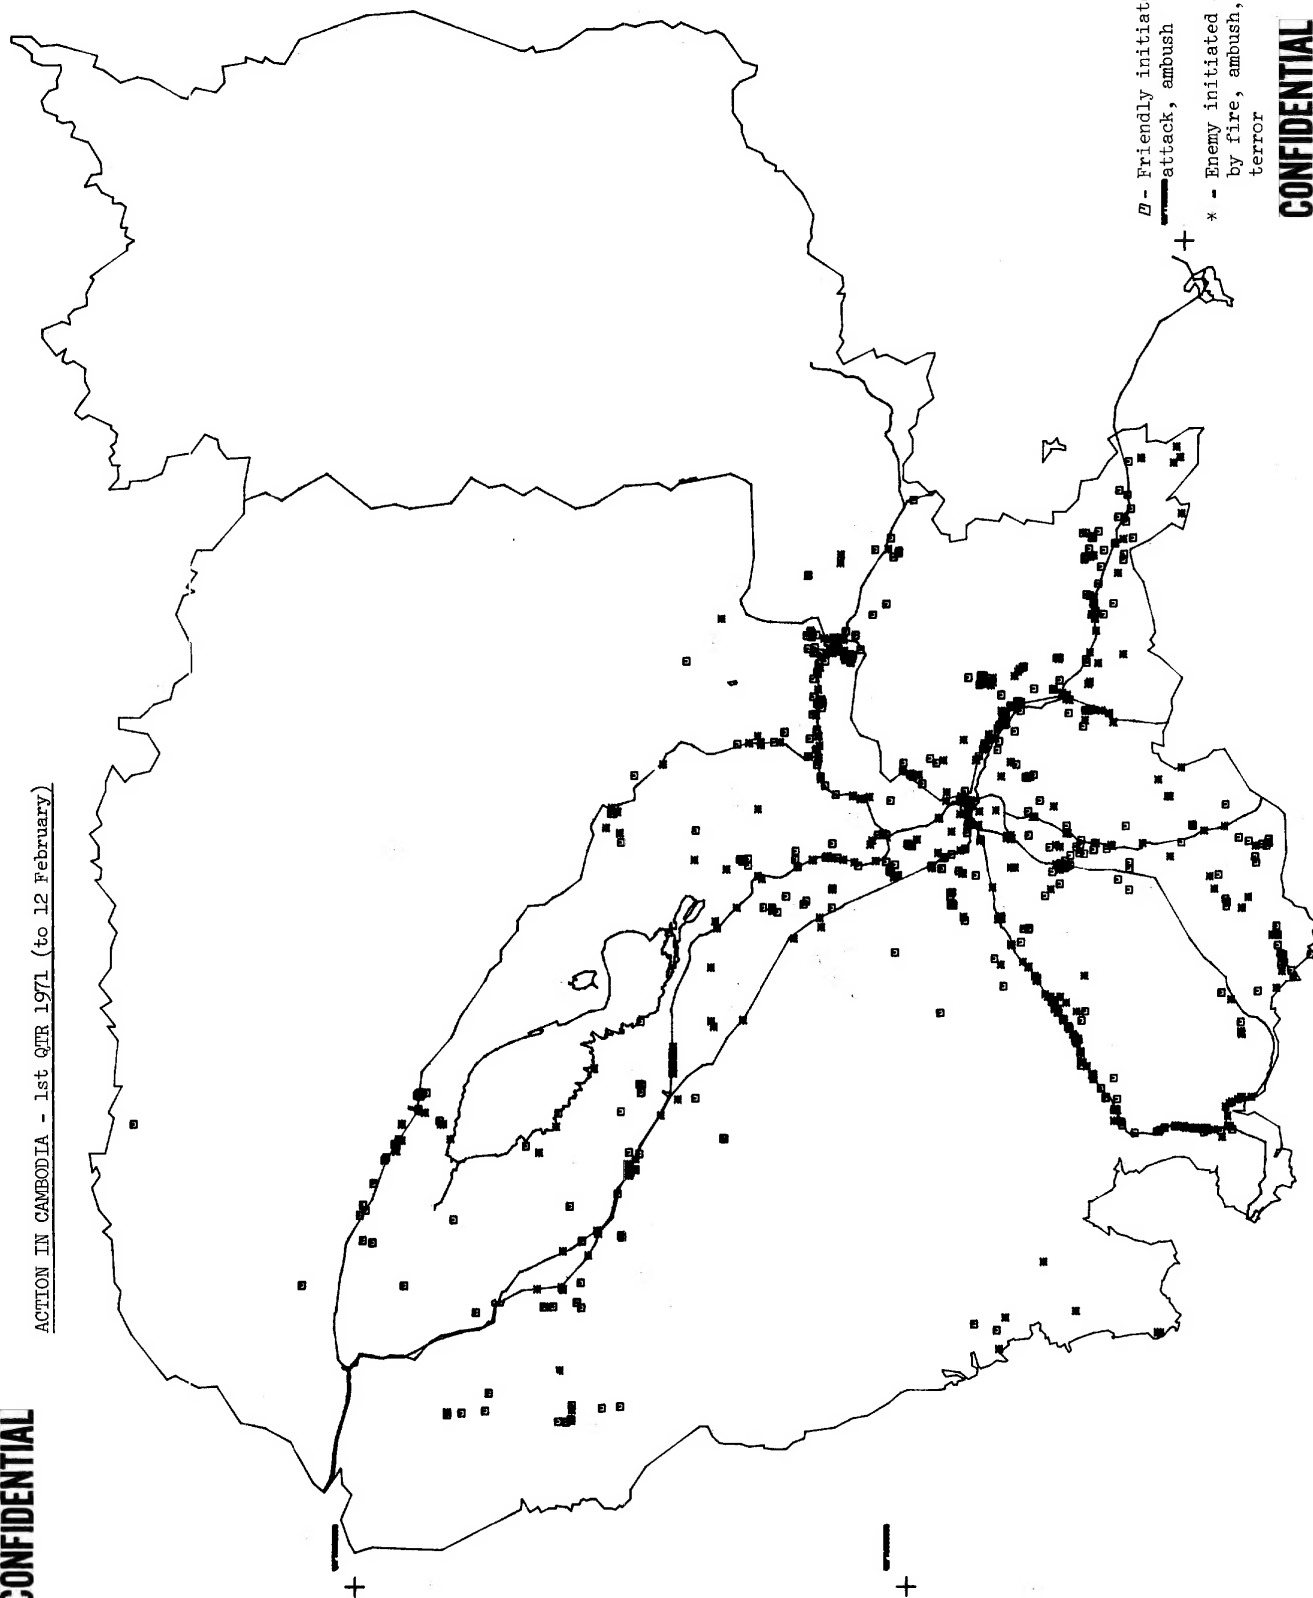 CONFIDENTIAL
ACTION IN CAMBODIA - 1st QTR 1971 (to 12 February)
- Friendly initiat
attack, ambush
* - Enemy initiated
by fire, ambush,
terror
CONFIDENTIAL